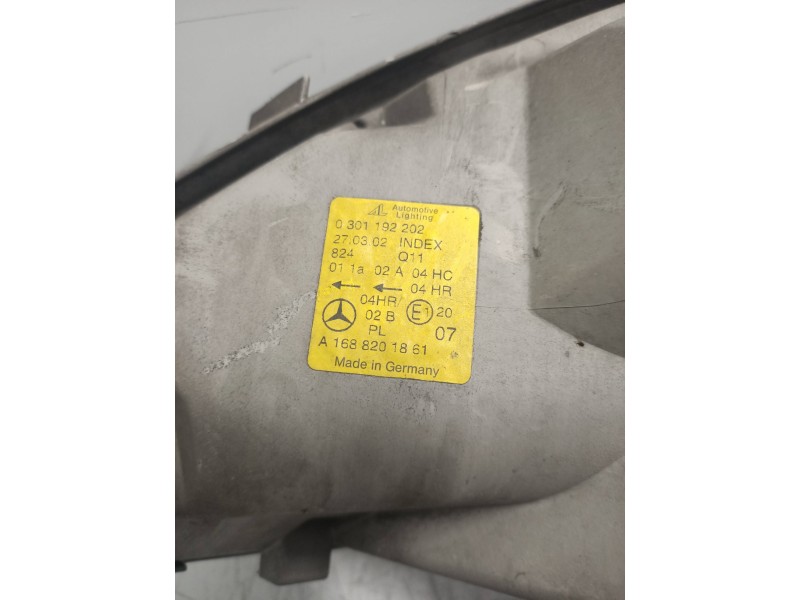 AL Automotive
Lighting
0 301 192 202
27.03.02 INDEX
824 Q11
01 1a 02 A 04 HC
← ← 04 HR
04HR/ E1 20
02 B
PL 07
A 168 820 18 61
Made in Germany